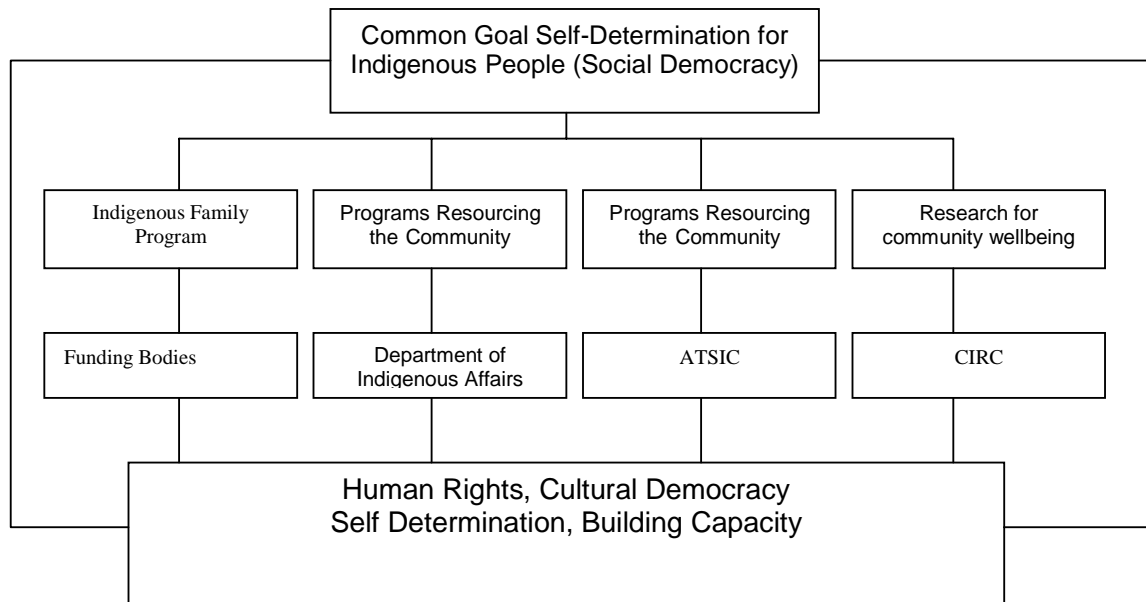 Common Goal Self-Determination for
Indigenous People (Social Democracy)
Indigenous Family
Program
Programs Resourcing
the Community
Programs Resourcing
the Community
Research for
community wellbeing
Funding Bodies
Department of
Indigenous Affairs
ATSIC
CIRC
Human Rights, Cultural Democracy
Self Determination, Building Capacity